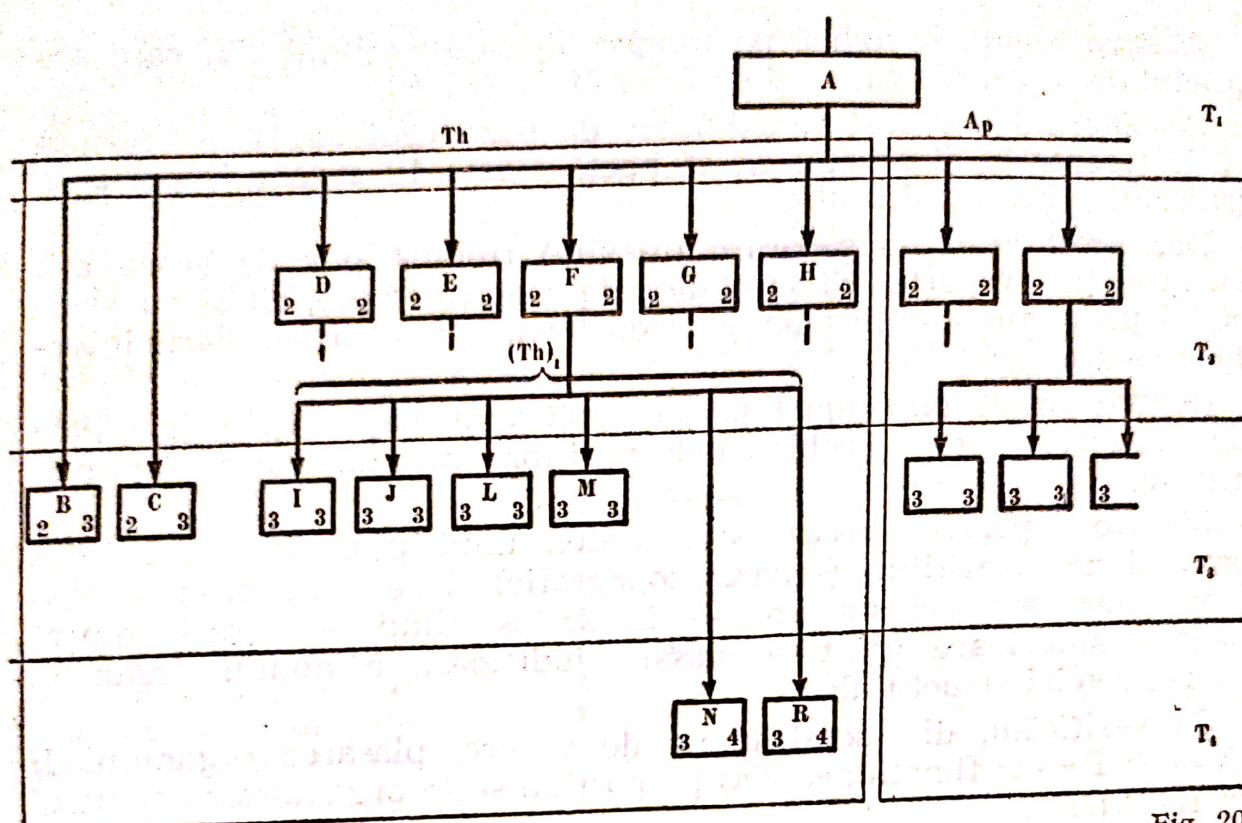 A
T₁
Th
Ap
D E F G H
2 2 2 2 2 2 2 2 2 2 2 2 2 2
(Th)₁
T₂
B C I J L M
2 3 2 3 3 3 3 3 3 3 3 3 3 3 3 3 3
T₃
N R
3 4 3 4
T₄
Fig. 20